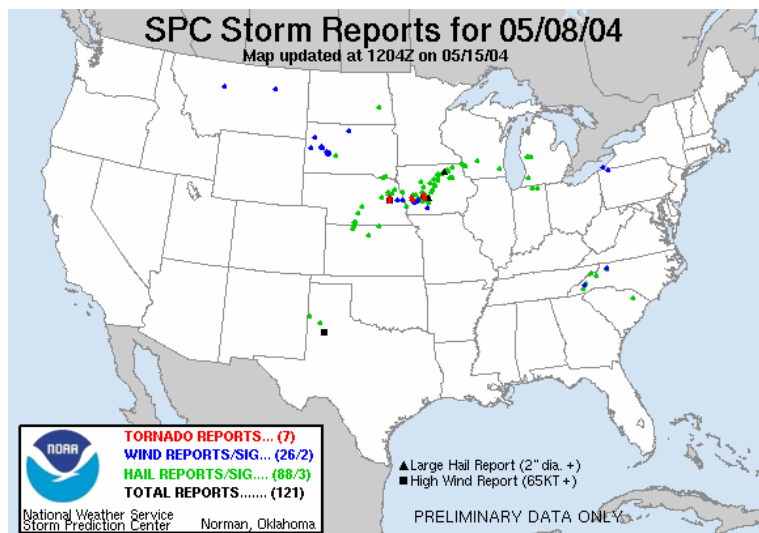 SPC Storm Reports for 05/08/04
Map updated at 1204Z on 05/15/04
NOAA
TORNADO REPORTS... (7)
WIND REPORTS/SIG... (26/2)
HAIL REPORTS/SIG.... (88/3)
TOTAL REPORTS....... (121)
National Weather Service
Storm Prediction Center Norman, Oklahoma
▲Large Hail Report (2" dia. +)
■High Wind Report (65KT +)
PRELIMINARY DATA ONLY